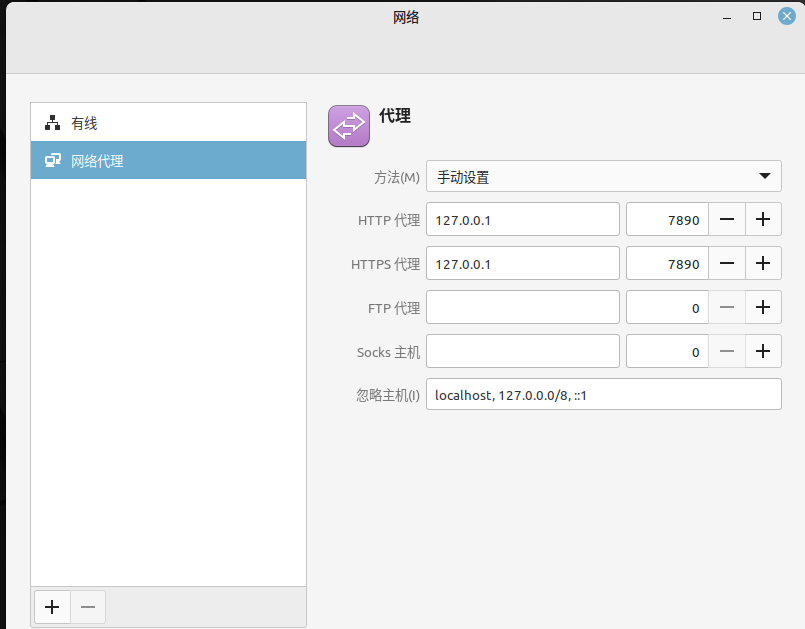 网络
有线
网络代理
代理
方法(M) 手动设置
HTTP 代理 127.0.0.1 7890
HTTPS 代理 127.0.0.1 7890
FTP 代理 0
Socks 主机 0
忽略主机(I) localhost, 127.0.0.0/8, ::1